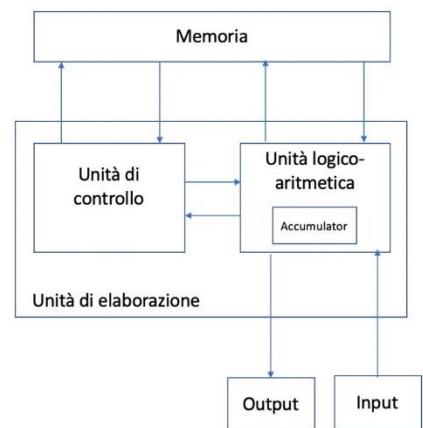 Memoria
Unità di
controllo
Unità logico-
aritmetica
Accumulator
Unità di elaborazione
Output
Input